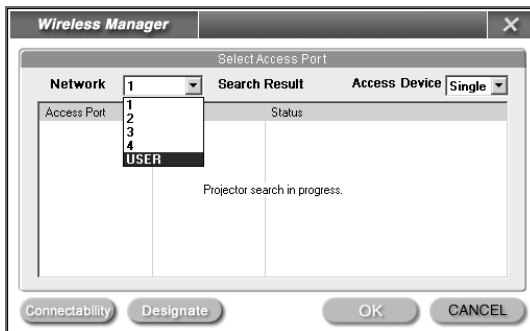 Wireless Manager
Select Access Port
Network 1 Search Result Access Device Single
Access Port Status
1
2
3
4
USER
Projector search in progress.
Connectability Designate OK CANCEL